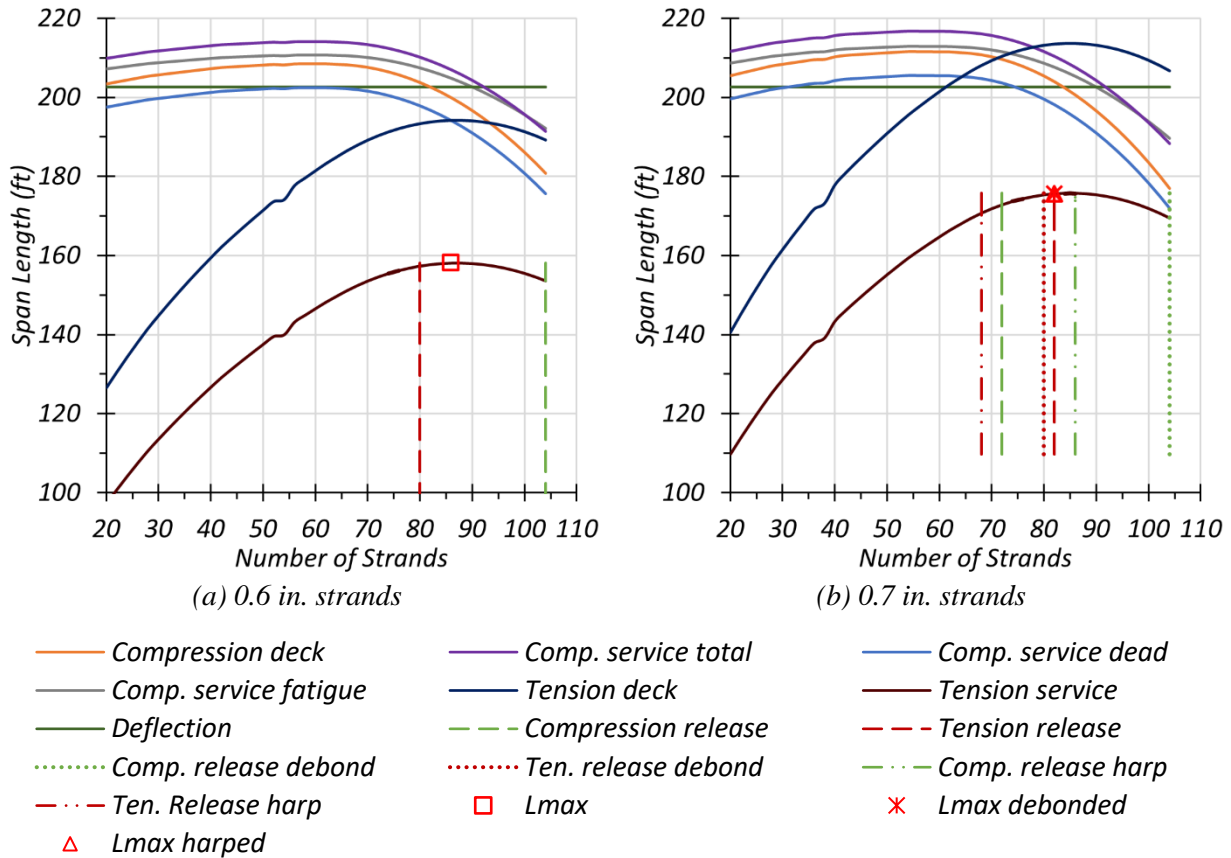 220
200
180
160
140
120
100
Span Length (ft)
20 30 40 50 60 70 80 90 100 110
Number of Strands
(a) 0.6 in. strands
220
200
180
160
140
120
100
Span Length (ft)
20 30 40 50 60 70 80 90 100 110
Number of Strands
(b) 0.7 in. strands
Compression deck Comp. service total Comp. service dead
Comp. service fatigue Tension deck Tension service
Deflection Compression release Tension release
Comp. release debond Ten. release debond Comp. release harp
Ten. Release harp Lmax Lmax debonded
Lmax harped